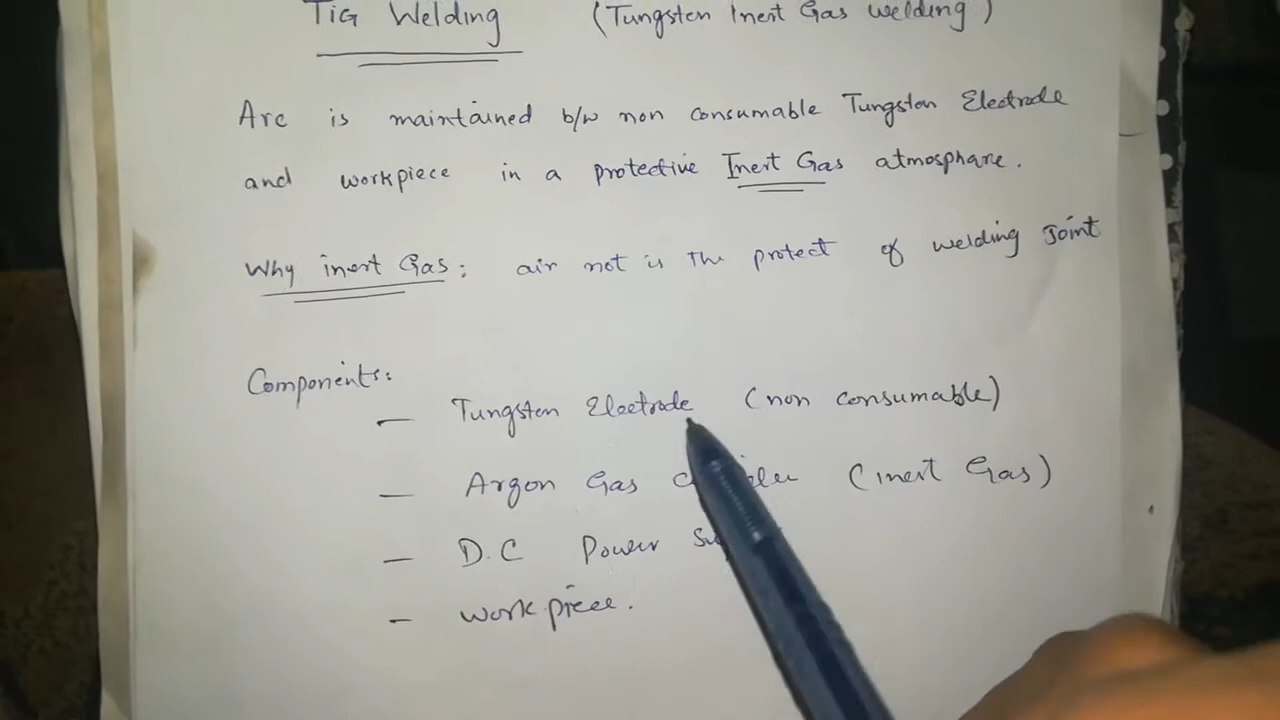 TiG Welding (Tungsten Inert Gas welding)
Arc is maintained b/w non consumable Tungsten Electrode
and workpiece in a protective Inert Gas atmosphare.
Why inert Gas: air not is the protect of welding Joint
Components:
— Tungsten Electrode (non consumable)
— Argon Gas (inert Gas)
— D.C Power
— workpiece.